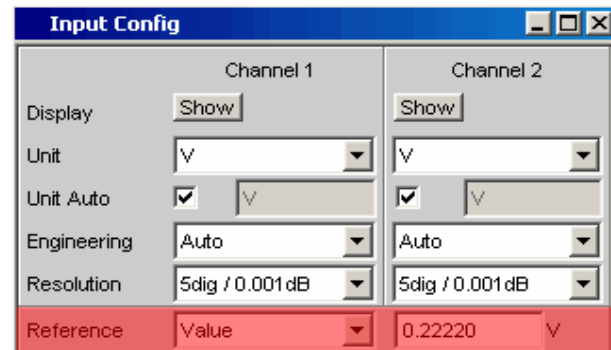 Input Config
Channel 1 Channel 2
Display Show Show
Unit V V
Unit Auto V V
Engineering Auto Auto
Resolution 5dig / 0.001dB 5dig / 0.001dB
Reference Value 0.22220 V